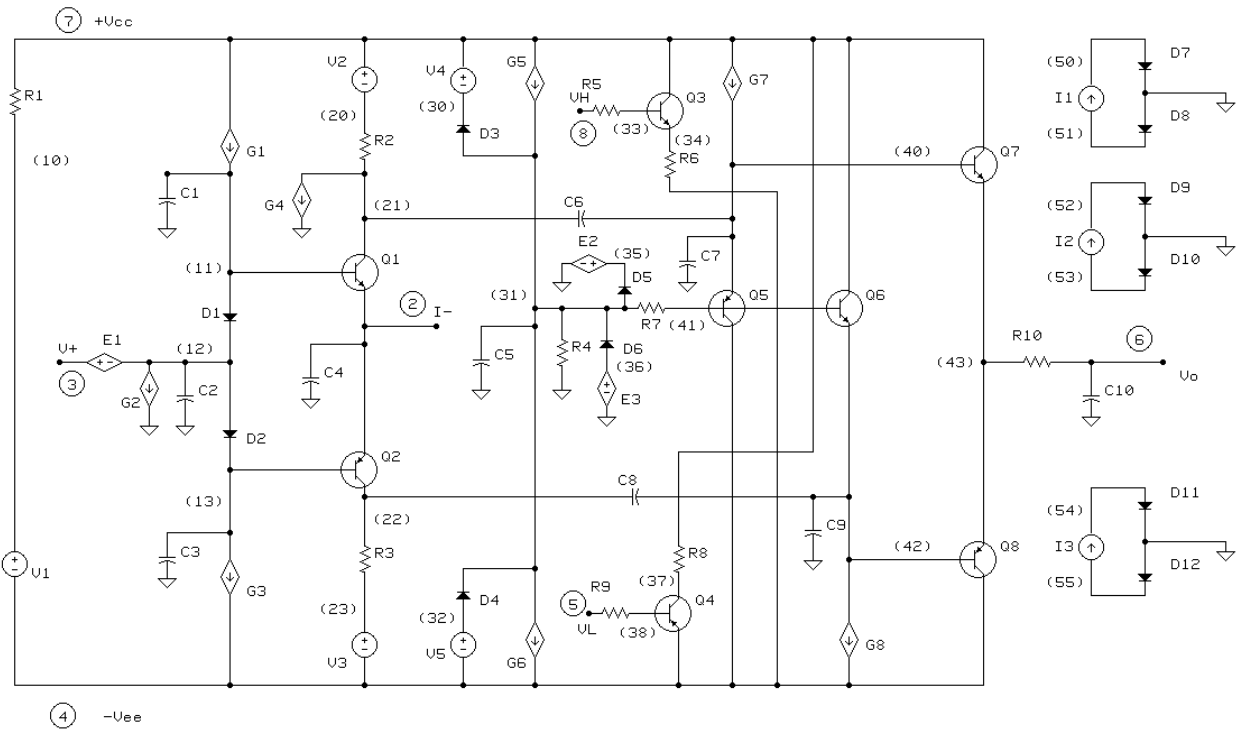 7 +Vcc
V2 V4 G5 R5 VH Q3 G7 (50) D7
R1 (20) (30) 8 (33) (34) I1 D8
(10) G1 R2 D3 R6 (40) Q7 (51)
C1 G4 (21) C6 (52) D9
E2 (35) C7 I2
(11) Q1 D5 (53) D10
D1 2 I- (31) R7 (41) Q5 Q6
V+ E1 (12) C5 R4 D6 (36) (43) R10 6
3 G2 C2 C4 E3 C10 Vo
D2 Q2
(13) (22) C8 C9 (54) D11
C3 R3 R8 (42) Q8 I3
V1 G3 (23) (32) D4 R9 (37) Q4 (55) D12
5 VL (38)
V3 V5 G6 G8
4 -Vee